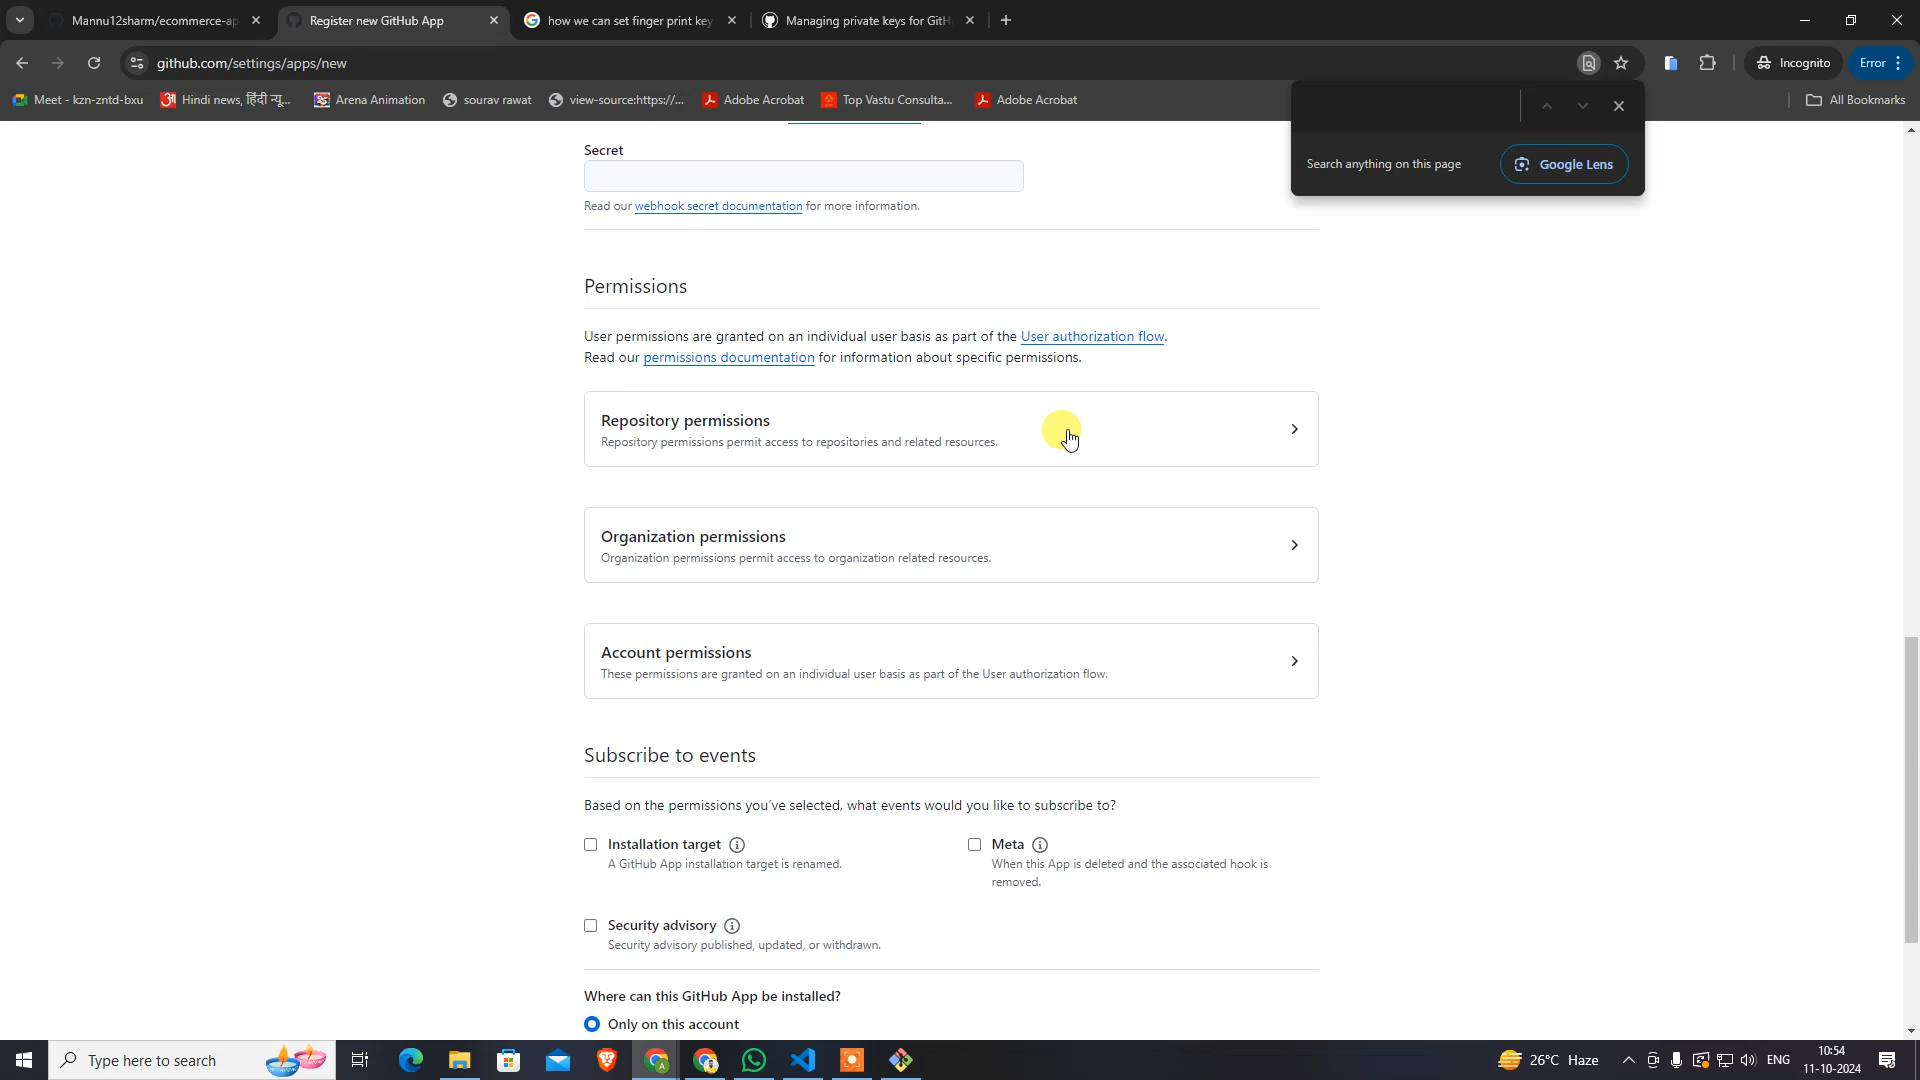 Mannu12sharm/ecommerce-ap
Register new GitHub App
how we can set finger print key
Managing private keys for GitH
github.com/settings/apps/new
Incognito
Error
Meet - kzn-zntd-bxu
Hindi news, हिंदी न्यू...
Arena Animation
sourav rawat
view-source:https://...
Adobe Acrobat
Top Vastu Consulta...
Adobe Acrobat
All Bookmarks
Search anything on this page
Google Lens
Secret
Read our webhook secret documentation for more information.
Permissions
User permissions are granted on an individual user basis as part of the User authorization flow.
Read our permissions documentation for information about specific permissions.
Repository permissions
Repository permissions permit access to repositories and related resources.
Organization permissions
Organization permissions permit access to organization related resources.
Account permissions
These permissions are granted on an individual user basis as part of the User authorization flow.
Subscribe to events
Based on the permissions you've selected, what events would you like to subscribe to?
Installation target
A GitHub App installation target is renamed.
Meta
When this App is deleted and the associated hook is
removed.
Security advisory
Security advisory published, updated, or withdrawn.
Where can this GitHub App be installed?
Only on this account
Type here to search
26°C Haze
ENG
10:54
11-10-2024